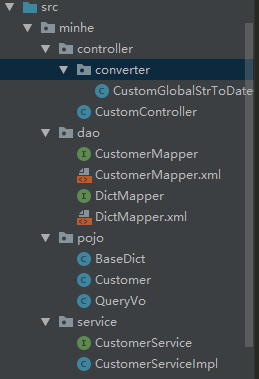 src
minhe
controller
converter
CustomGlobalStrToDate
CustomController
dao
CustomerMapper
CustomerMapper.xml
DictMapper
DictMapper.xml
pojo
BaseDict
Customer
QueryVo
service
CustomerService
CustomerServiceImpl